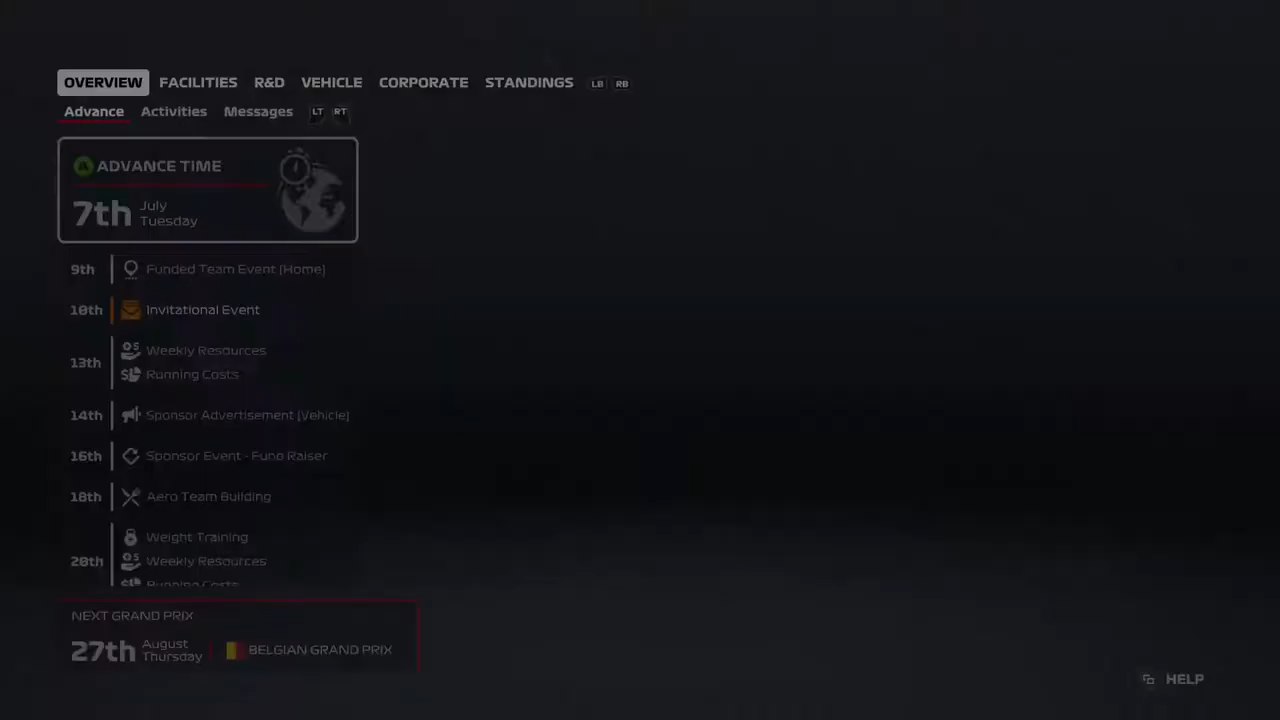 OVERVIEW FACILITIES R&D VEHICLE CORPORATE STANDINGS LB RB
Advance Activities Messages LT RT
A ADVANCE TIME
7th July Tuesday
9th Funded Team Event (Home)
10th Invitational Event
13th Weekly Resources
Running Costs
14th Sponsor Advertisement (Vehicle)
16th Sponsor Event - Fund Raiser
18th Aero Team Building
Weight Training
20th Weekly Resources
Running Costs
NEXT GRAND PRIX
27th August Thursday BELGIAN GRAND PRIX
HELP